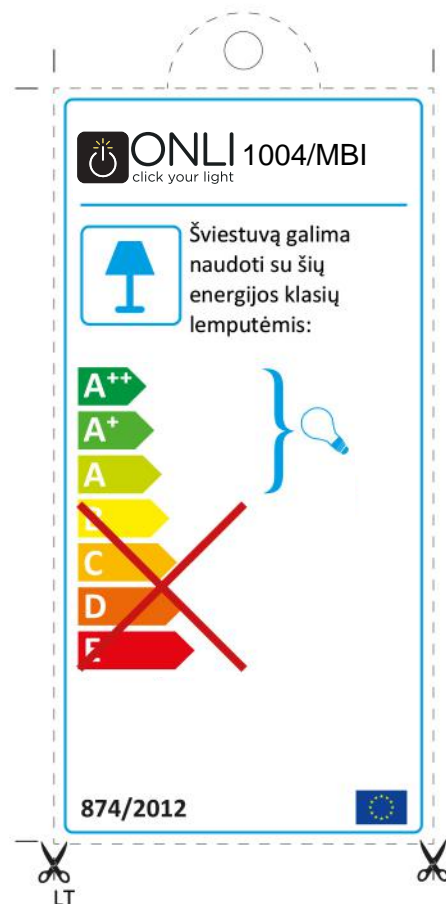 ONLI 1004/MBI
click your light
Šviestuvą galima
naudoti su šių
energijos klasių
lemputėmis:
A++
A+
A
B
C
D
E
874/2012
LT